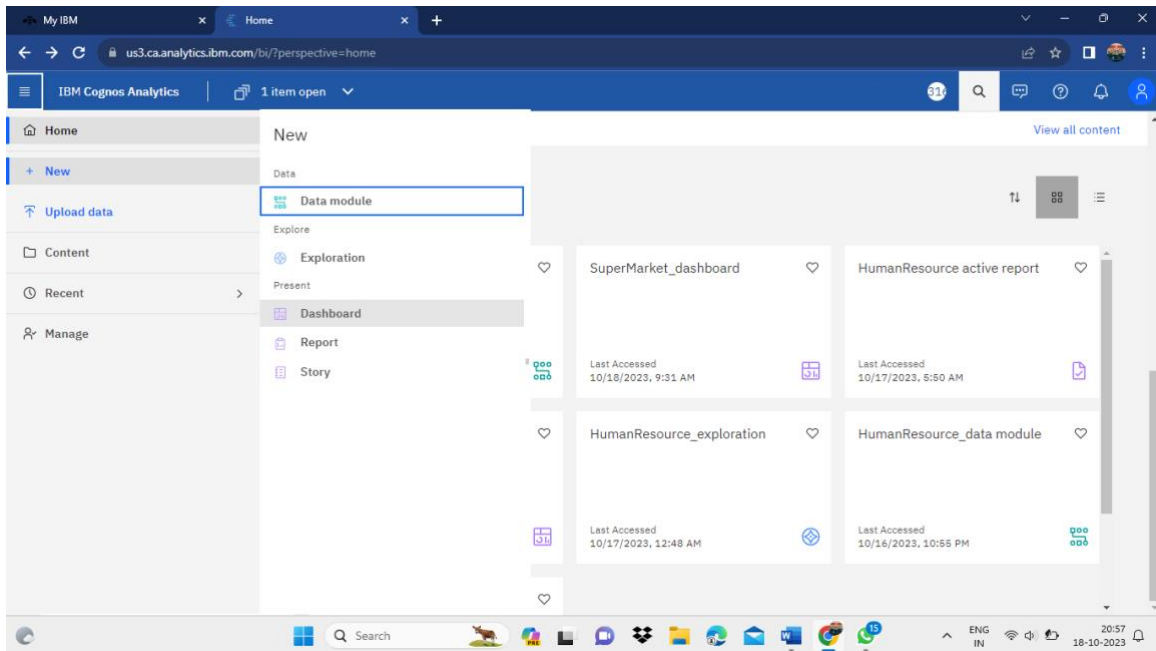 My IBM
Home
us3.ca.analytics.ibm.com/bi/?perspective=home
IBM Cognos Analytics
1 item open
Home
New
View all content
New
Data
Data module
Upload data
Explore
Exploration
Content
Recent
Present
Dashboard
Manage
Report
Story
SuperMarket_dashboard
HumanResource active report
Last Accessed
10/18/2023, 9:31 AM
Last Accessed
10/17/2023, 5:50 AM
HumanResource_exploration
HumanResource_data module
Last Accessed
10/17/2023, 12:48 AM
Last Accessed
10/16/2023, 10:55 PM
Search
15
ENG
IN
20:57
18-10-2023